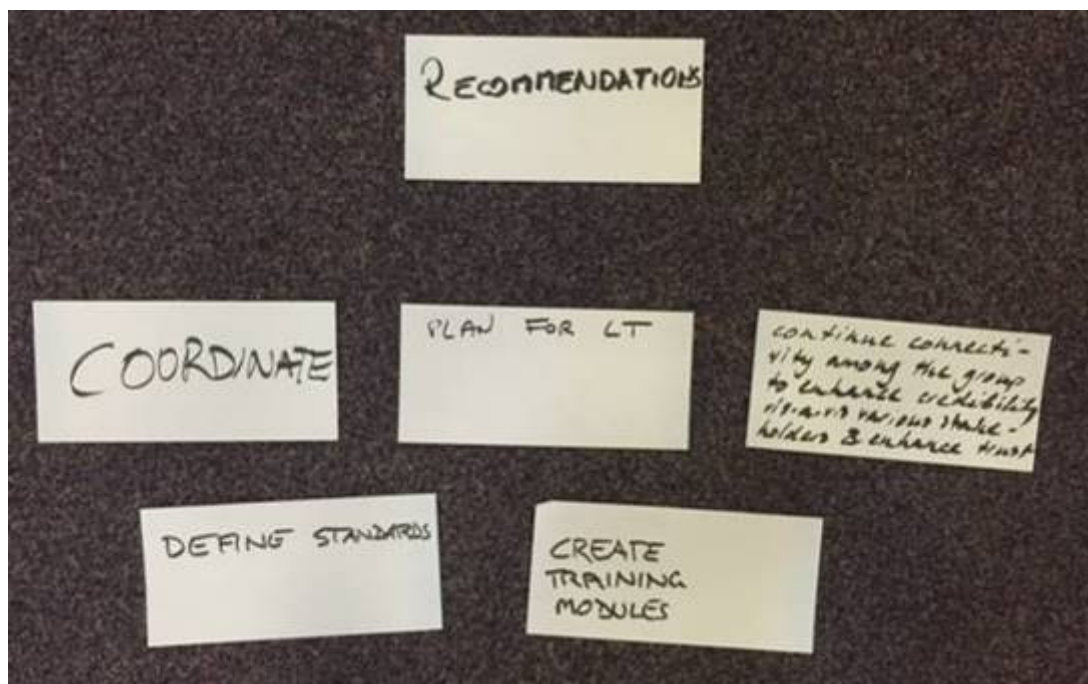 RECOMMENDATIONS
COORDINATE
PLAN FOR LT
continue connecti-
vity among the group
to enhance credibility
vis-a-vis various stake-
holders & enhance trust
DEFINE STANDARDS
CREATE
TRAINING
MODULES